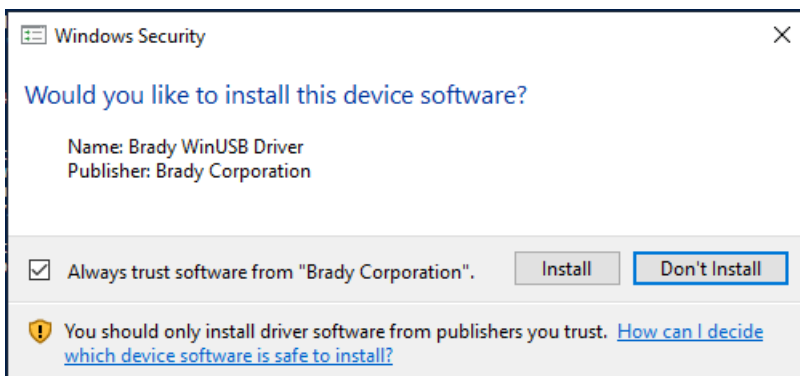 Windows Security
Would you like to install this device software?
Name: Brady WinUSB Driver
Publisher: Brady Corporation
Always trust software from "Brady Corporation".
Install
Don't Install
You should only install driver software from publishers you trust. How can I decide
which device software is safe to install?